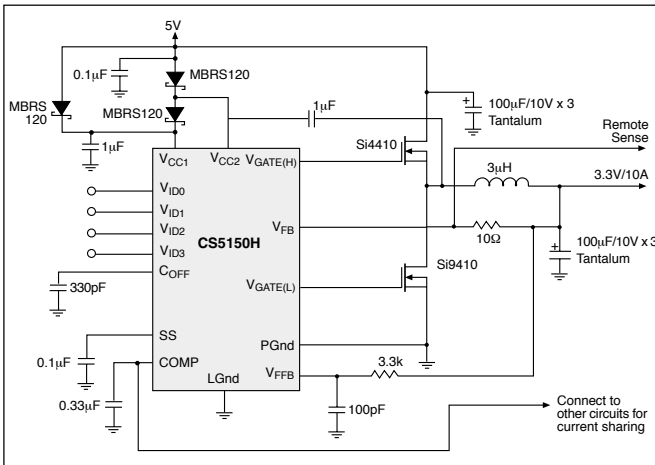 5V
0.1µF
MBRS120
MBRS
120
MBRS120
1µF
1µF
100µF/10V x 3
Tantalum
Remote
Sense
Si4410
3µH
3.3V/10A
VCC1
VCC2
VGATE(H)
VID0
VID1
VID2
VID3
CS5150H
VFB
10Ω
100µF/10V x 3
Tantalum
COFF
330pF
Si9410
VGATE(L)
SS
0.1µF
PGnd
COMP
VFFB
3.3k
LGnd
0.33µF
100pF
Connect to
other circuits for
current sharing